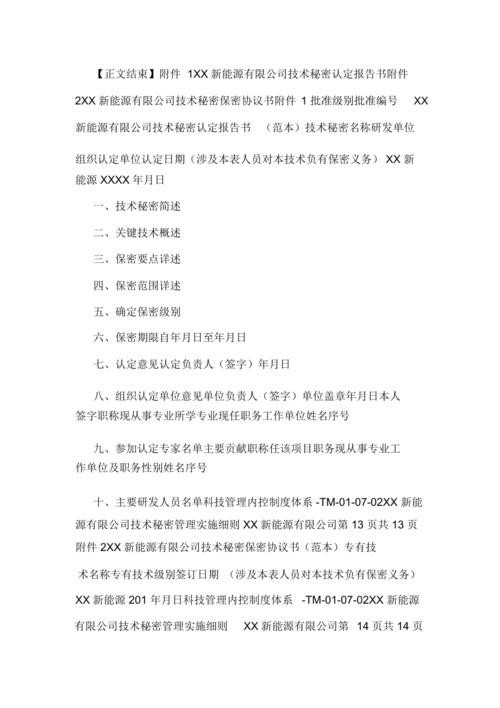 【正文结束】附件 1XX 新能源有限公司技术秘密认定报告书附件
2XX 新能源有限公司技术秘密保密协议书附件 1 批准级别批准编号 XX
新能源有限公司技术秘密认定报告书 （范本）技术秘密名称研发单位
组织认定单位认定日期（涉及本表人员对本技术负有保密义务） XX 新
能源 XXXX 年月日
一、技术秘密简述
二、关键技术概述
三、保密要点详述
四、保密范围详述
五、确定保密级别
六、保密期限自年月日至年月日
七、认定意见认定负责人（签字）年月日
八、组织认定单位意见单位负责人（签字）单位盖章年月日本人
签字职称现从事专业所学专业现任职务工作单位姓名序号
九、参加认定专家名单主要贡献职称任该项目职务现从事专业工
作单位及职务性别姓名序号
十、主要研发人员名单科技管理内控制度体系 -TM-01-07-02XX 新能
源有限公司技术秘密管理实施细则 XX 新能源有限公司第 13 页共 13 页
附件 2XX 新能源有限公司技术秘密保密协议书（范本）专有技
术名称专有技术级别签订日期 （涉及本表人员对本技术负有保密义务）
XX 新能源 201 年月日科技管理内控制度体系 -TM-01-07-02XX 新能源
有限公司技术秘密管理实施细则 XX 新能源有限公司第 14 页共 14 页